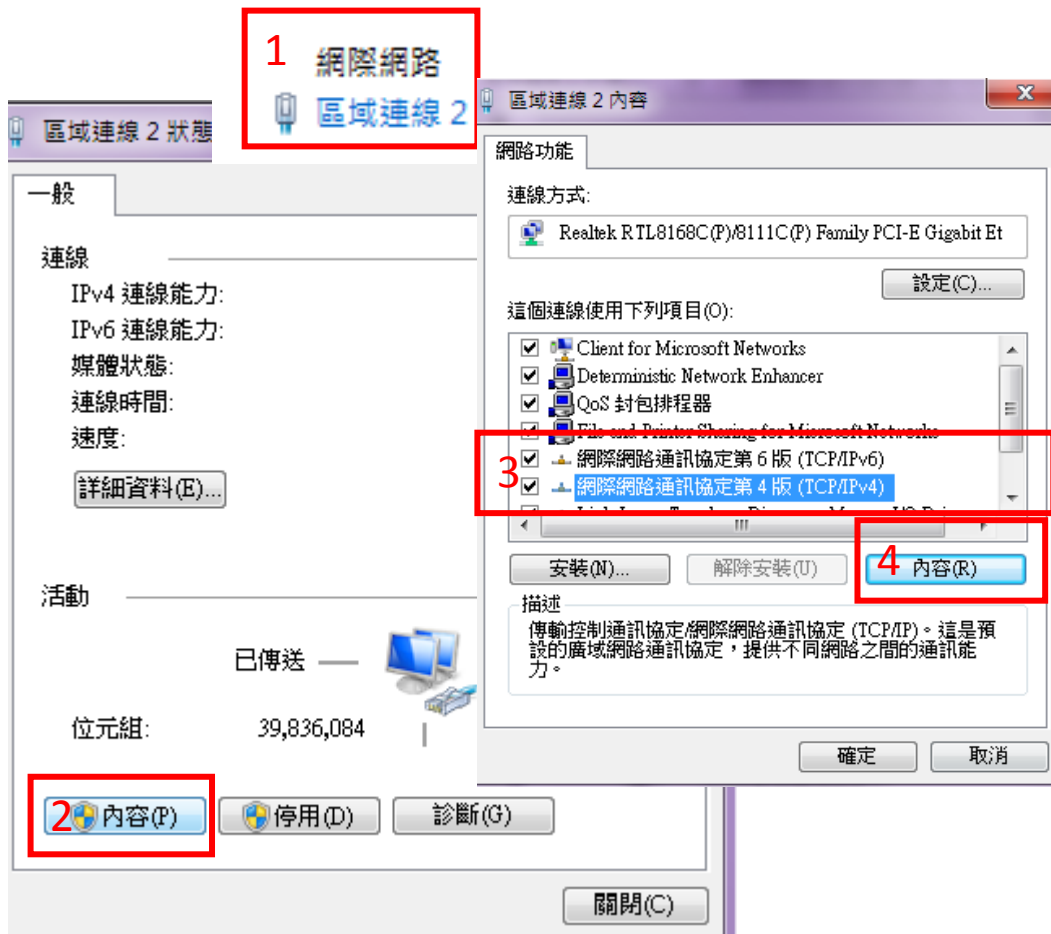 1
網際網路
區域連線 2
區域連線 2 狀態
一般
連線
IPv4 連線能力:
IPv6 連線能力:
媒體狀態:
連線時間:
速度:
詳細資料(E)...
活動
已傳送
位元組: 39,836,084
2 內容(P) 停用(D) 診斷(G)
關閉(C)
區域連線 2 內容
網路功能
連線方式:
Realtek RTL8168C(P)/8111C(P) Family PCI-E Gigabit Et
設定(C)...
這個連線使用下列項目(O):
Client for Microsoft Networks
Deterministic Network Enhancer
QoS 封包排程器
File and Printer Sharing for Microsoft Networks
3 網際網路通訊協定第 6 版 (TCP/IPv6)
網際網路通訊協定第 4 版 (TCP/IPv4)
安裝(N)... 解除安裝(U) 4 內容(R)
描述
傳輸控制通訊協定/網際網路通訊協定 (TCP/IP)。這是預
設的廣域網路通訊協定，提供不同網路之間的通訊能
力。
確定 取消